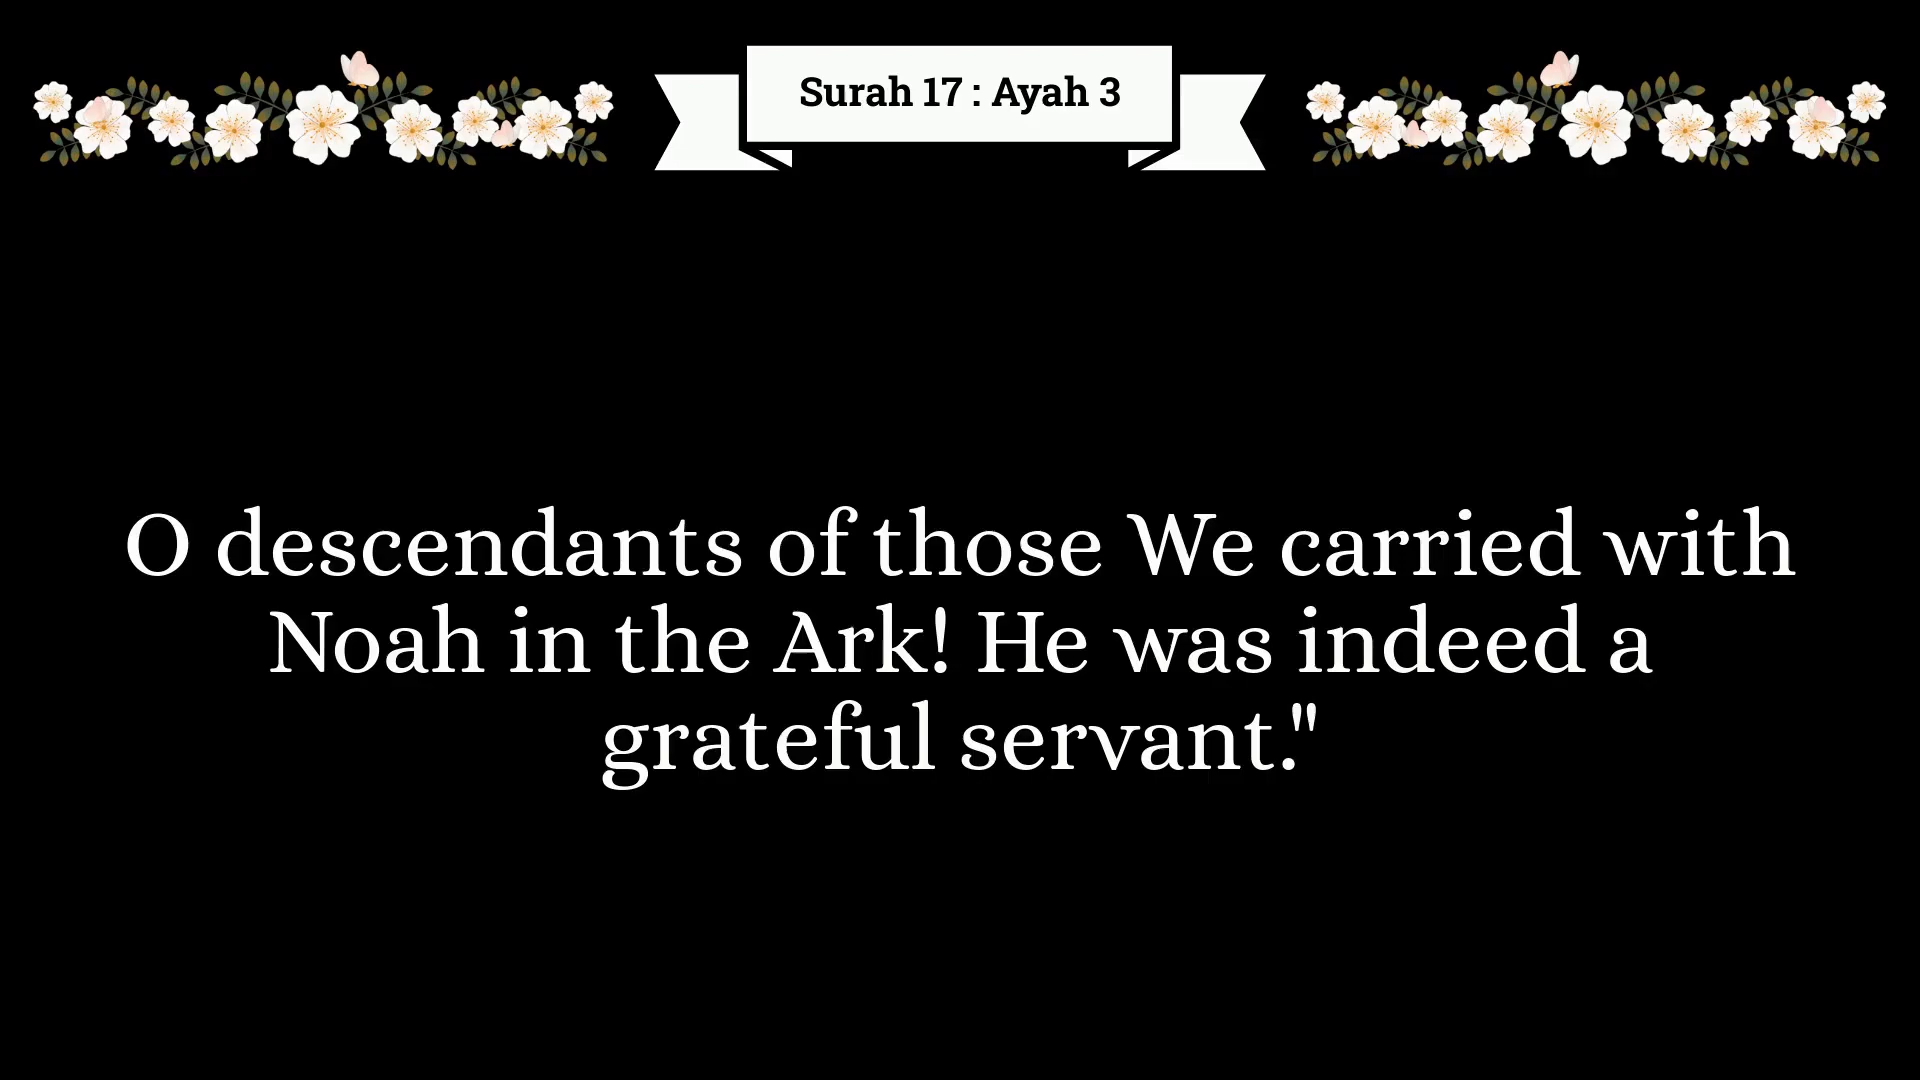 Surah 17 : Ayah 3
O descendants of those We carried with
Noah in the Ark! He was indeed a
grateful servant."